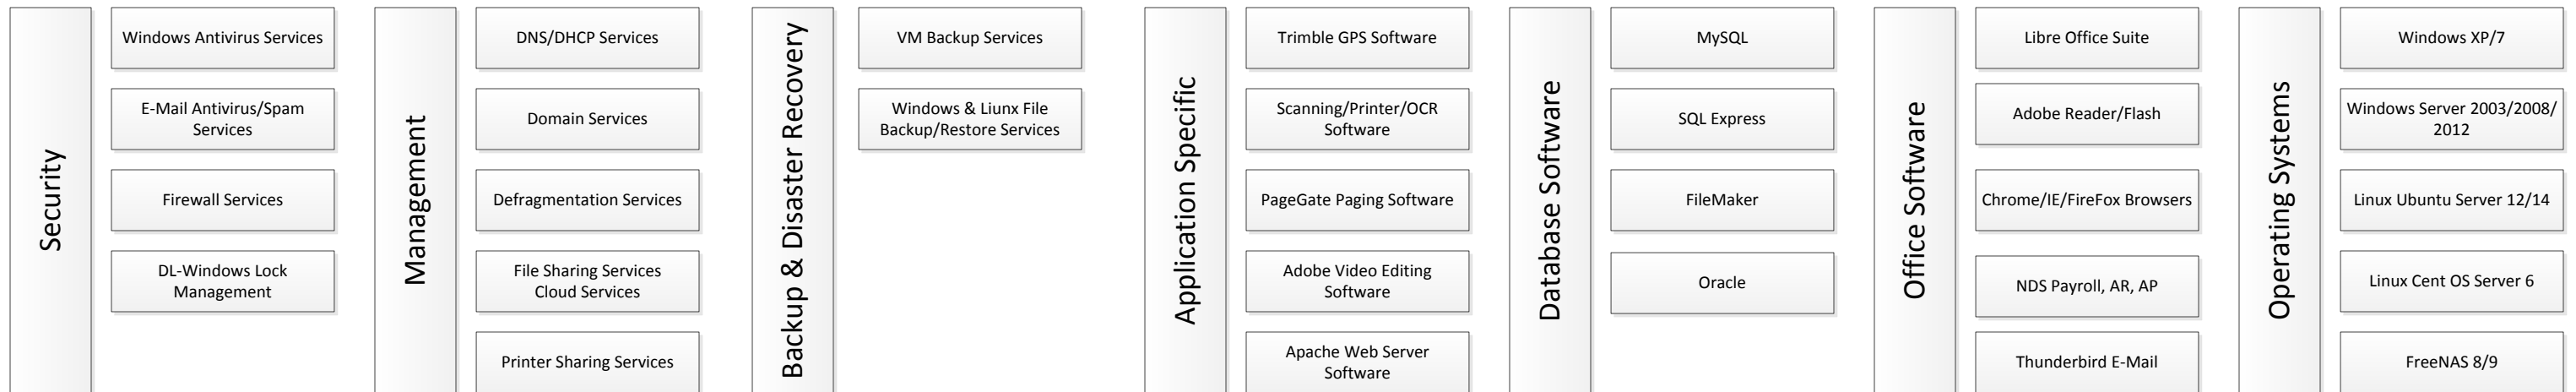 Security
Windows Antivirus Services
E-Mail Antivirus/Spam
Services
Firewall Services
DL-Windows Lock
Management
Management
DNS/DHCP Services
Domain Services
Defragmentation Services
File Sharing Services
Cloud Services
Printer Sharing Services
Backup & Disaster Recovery
VM Backup Services
Windows & Liunx File
Backup/Restore Services
Application Specific
Trimble GPS Software
Scanning/Printer/OCR
Software
PageGate Paging Software
Adobe Video Editing
Software
Apache Web Server
Software
Database Software
MySQL
SQL Express
FileMaker
Oracle
Office Software
Libre Office Suite
Adobe Reader/Flash
Chrome/IE/FireFox Browsers
NDS Payroll, AR, AP
Thunderbird E-Mail
Operating Systems
Windows XP/7
Windows Server 2003/2008/
2012
Linux Ubuntu Server 12/14
Linux Cent OS Server 6
FreeNAS 8/9